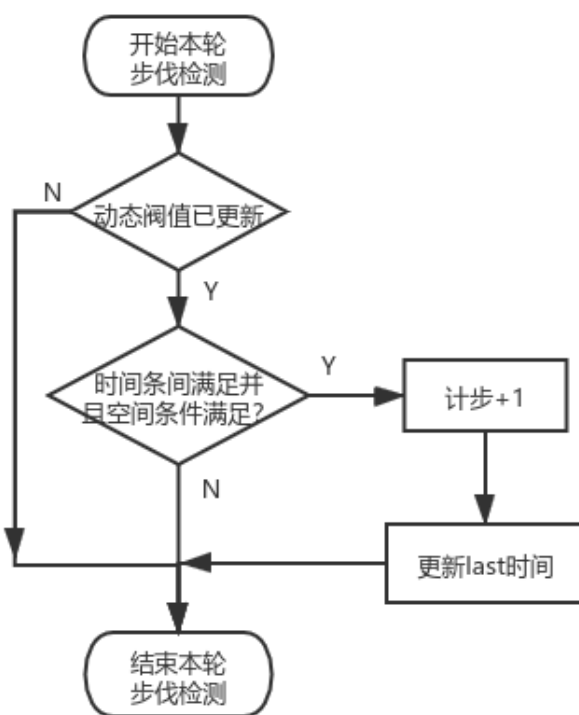 开始本轮
步伐检测
N
动态阀值已更新
Y
时间条间满足并
且空间条件满足?
Y
计步+1
N
更新last时间
结束本轮
步伐检测